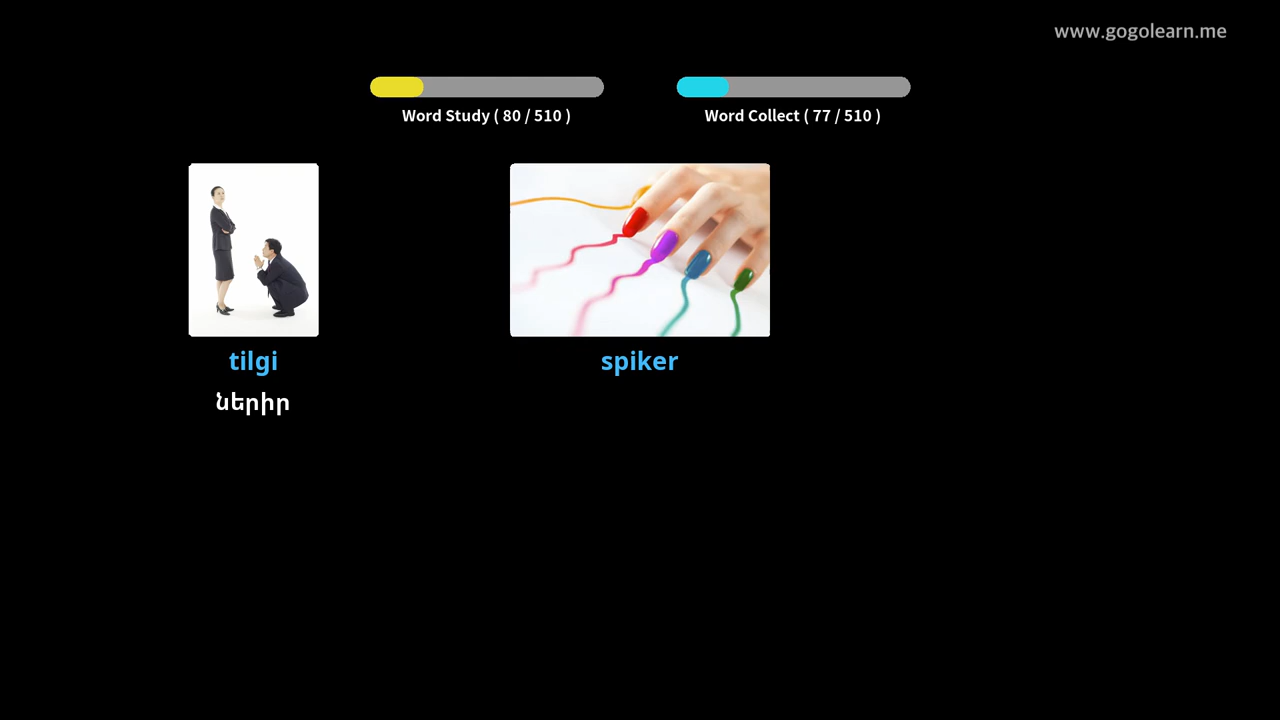 www.gogolearn.me
Word Study ( 80 / 510 )
Word Collect ( 77 / 510 )
tilgi
ներիր
spiker